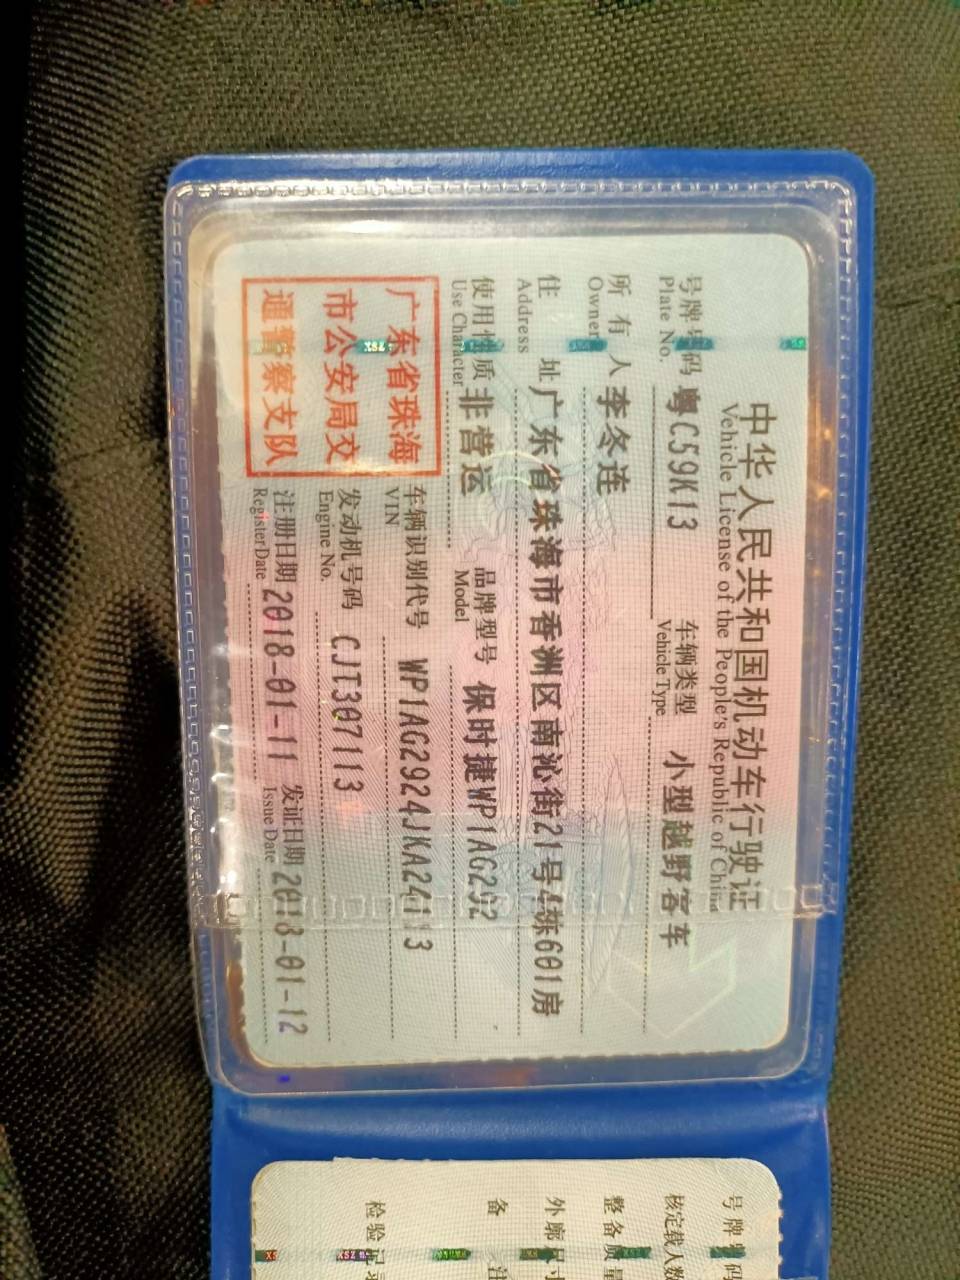 中华人民共和国机动车行驶证
Vehicle License of the People's Republic of China
号牌号码 粤C59K13 车辆类型 小型越野客车
Plate No. Vehicle Type
所有人 李冬连
Owner
住址 广东省珠海市香洲区南沁街21号4栋601房
Address
使用性质 非营运 品牌型号 保时捷WP1AG292
Use Character Model
广东省珠海
市公安局交
通警察支队
车辆识别代号 WP1AG2924JKA24113
VIN
发动机号码 CJT307113
Engine No.
注册日期 2018-01-11 发证日期 2018-01-12
Register Date Issue Date
号牌号码
核定载人数
整备质量
外廓尺寸
备注
检验记录